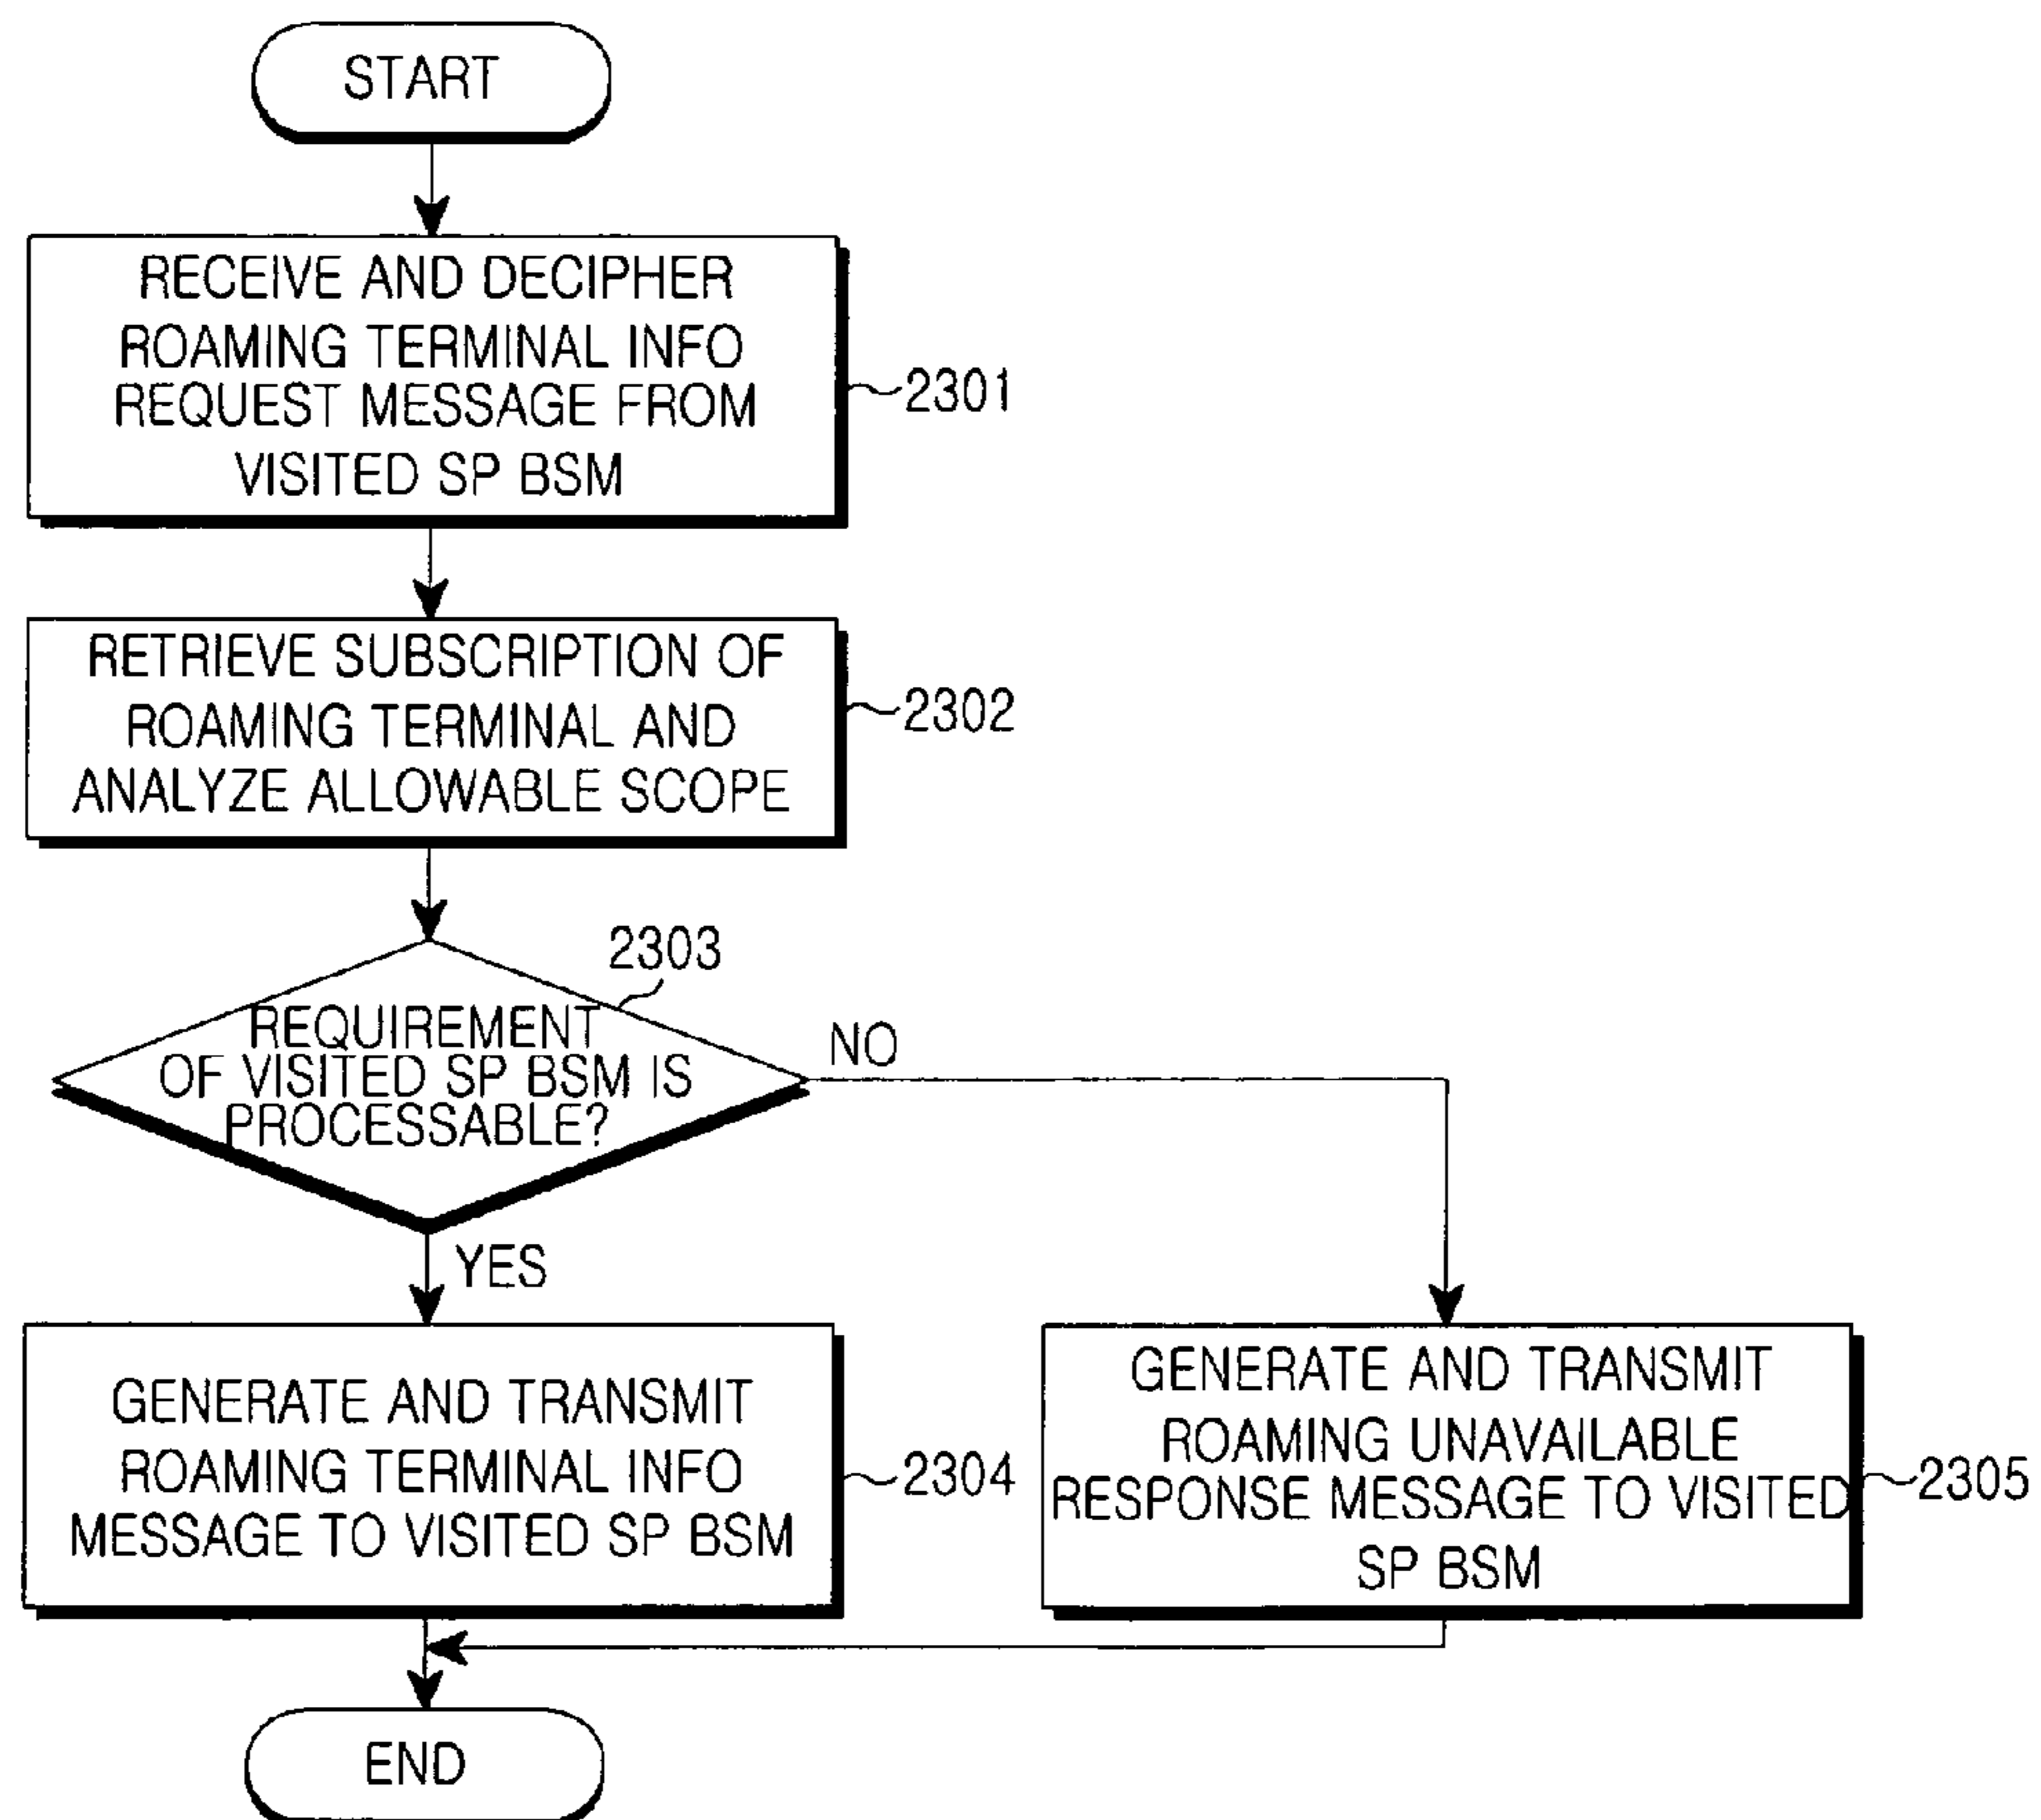 START
RECEIVE AND DECIPHER
ROAMING TERMINAL INFO
REQUEST MESSAGE FROM
VISITED SP BSM
2301
RETRIEVE SUBSCRIPTION OF
ROAMING TERMINAL AND
ANALYZE ALLOWABLE SCOPE
2302
2303
REQUIREMENT
OF VISITED SP BSM IS
PROCESSABLE?
NO
YES
GENERATE AND TRANSMIT
ROAMING TERMINAL INFO
MESSAGE TO VISITED SP BSM
2304
GENERATE AND TRANSMIT
ROAMING UNAVAILABLE
RESPONSE MESSAGE TO VISITED
SP BSM
2305
END